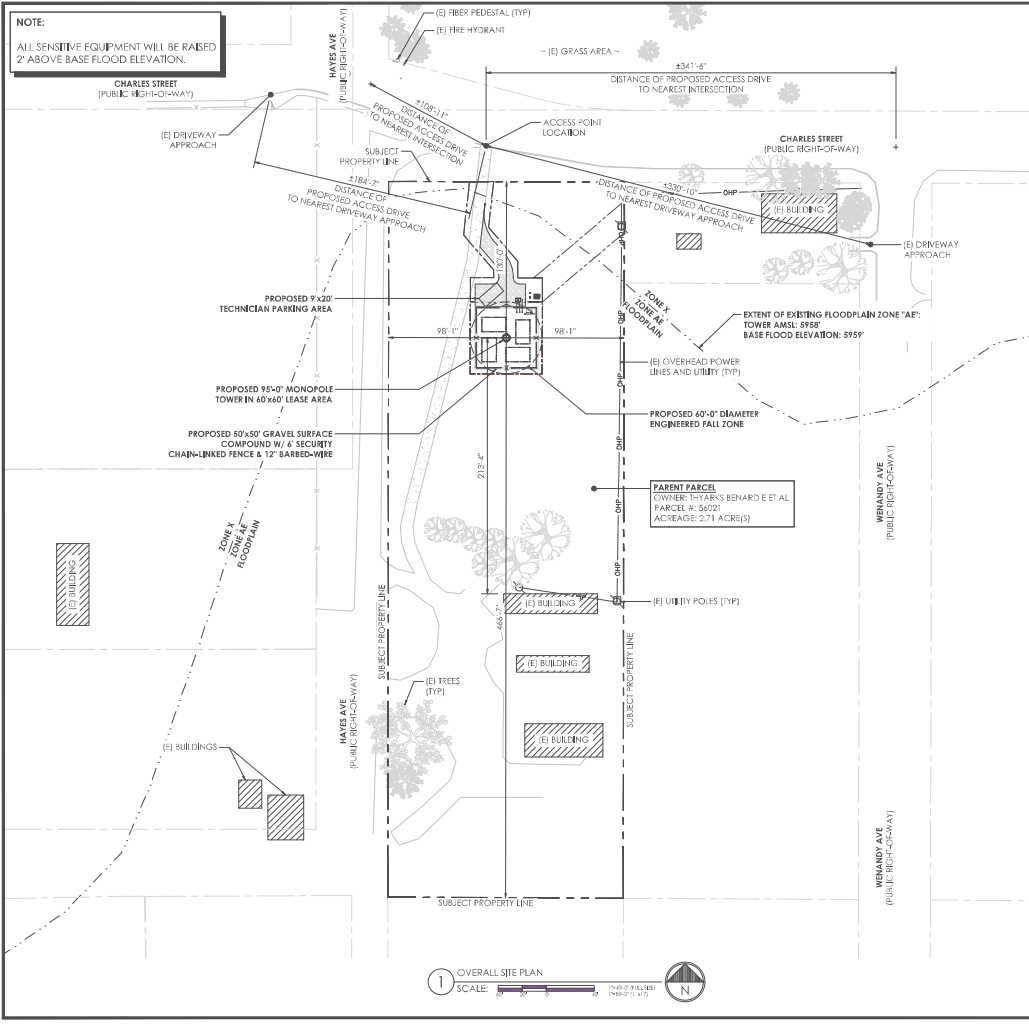 NOTE:
ALL SENSITIVE EQUIPMENT WILL BE RAISED
2' ABOVE BASE FLOOD ELEVATION.
CHARLES STREET
(PUBLIC RIGHT-OF-WAY)
HAYES AVE
(PUBLIC RIGHT-OF-WAY)
(E) FIBER PEDESTAL (TYP)
(E) FIRE HYDRANT
~ (E) GRASS AREA ~
±341'-6"
DISTANCE OF PROPOSED ACCESS DRIVE
TO NEAREST INTERSECTION
±108'-11"
DISTANCE OF
PROPOSED ACCESS DRIVE
TO NEAREST INTERSECTION
ACCESS POINT
LOCATION
(E) DRIVEWAY
APPROACH
SUBJECT
PROPERTY LINE
CHARLES STREET
(PUBLIC RIGHT-OF-WAY)
±184'-7"
DISTANCE OF
PROPOSED ACCESS DRIVE
TO NEAREST DRIVEWAY APPROACH
±330'-10"
DISTANCE OF PROPOSED ACCESS DRIVE
TO NEAREST DRIVEWAY APPROACH
OHP
(E) BUILDING
(E) DRIVEWAY
APPROACH
OHP
PROPOSED 9'x20'
TECHNICIAN PARKING AREA
ZONE X
ZONE AE
FLOODPLAIN
EXTENT OF EXISTING FLOODPLAIN ZONE "AE":
TOWER AMSL: 5958'
BASE FLOOD ELEVATION: 5959'
98'-1"
98'-1"
OHP
(E) OVERHEAD POWER
LINES AND UTILITY (TYP)
OHP
PROPOSED 95'-0" MONOPOLE
TOWER IN 60'x60' LEASE AREA
PROPOSED 60'-0" DIAMETER
ENGINEERED FALL ZONE
PROPOSED 50'x50' GRAVEL SURFACE
COMPOUND W/ 6' SECURITY
CHAIN-LINKED FENCE & 12" BARBED-WIRE
OHP
213'-4"
PARENT PARCEL
OWNER: THYARKS BENARD E ET AL
PARCEL #: 56021
ACREAGE: 2.71 ACRE(S)
OHP
WENANDY AVE
(PUBLIC RIGHT-OF-WAY)
ZONE X
ZONE AE
FLOODPLAIN
OHP
(E) BUILDING
(E) BUILDING
(E) UTILITY POLES (TYP)
466'-7"
SUBJECT PROPERTY LINE
(E) BUILDING
SUBJECT PROPERTY LINE
(E) TREES
(TYP)
HAYES AVE
(PUBLIC RIGHT-OF-WAY)
(E) BUILDING
(E) BUILDINGS
WENANDY AVE
(PUBLIC RIGHT-OF-WAY)
SUBJECT PROPERTY LINE
1
OVERALL SITE PLAN
SCALE:
N